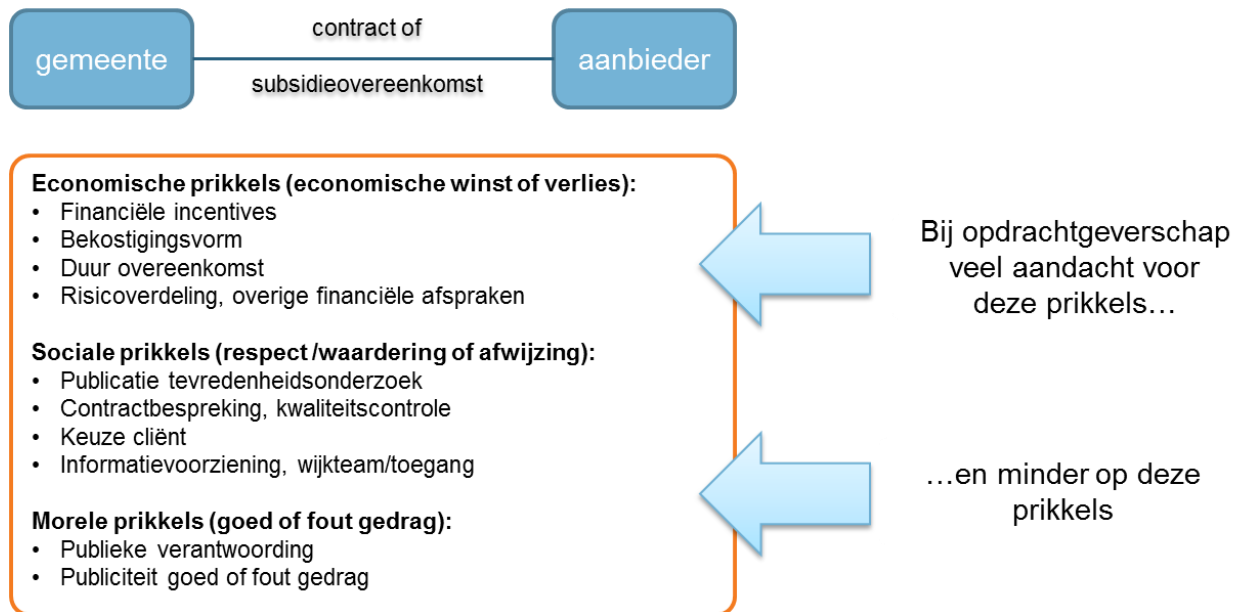 gemeente
contract of
subsidieovereenkomst
aanbieder
Economische prikkels (economische winst of verlies):
• Financiële incentives
• Bekostigingsvorm
• Duur overeenkomst
• Risicoverdeling, overige financiële afspraken
Sociale prikkels (respect /waardering of afwijzing):
• Publicatie tevredenheidsonderzoek
• Contractbespreking, kwaliteitscontrole
• Keuze cliënt
• Informatievoorziening, wijkteam/toegang
Morele prikkels (goed of fout gedrag):
• Publieke verantwoording
• Publiciteit goed of fout gedrag
Bij opdrachtgeverschap
veel aandacht voor
deze prikkels…
…en minder op deze
prikkels